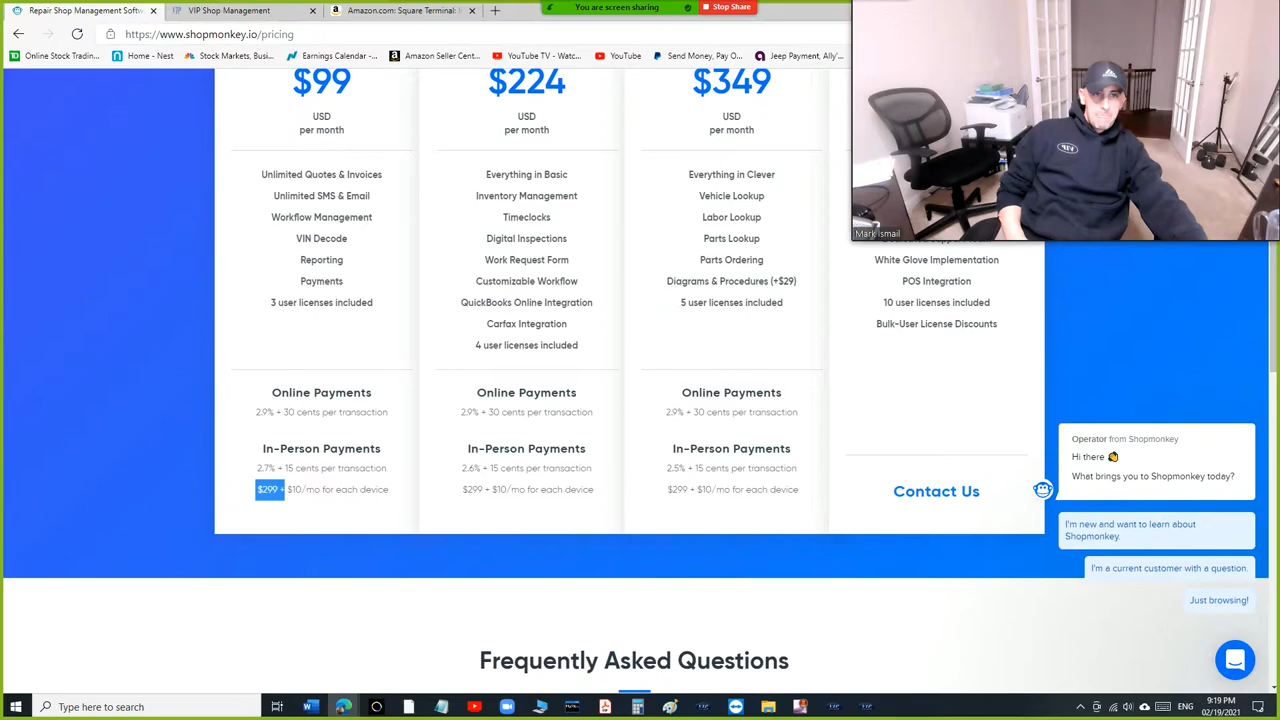 Repair Shop Management Softw
VIP Shop Management
Amazon.com: Square Terminal:
You are screen sharing
Stop Share
https://www.shopmonkey.io/pricing
Online Stock Tradin...
Home - Nest
Stock Markets, Busi...
Earnings Calendar -...
Amazon Seller Cent...
YouTube TV - Watc...
YouTube
Send Money, Pay O...
Jeep Payment, Ally'...
$99
USD
per month
Unlimited Quotes & Invoices
Unlimited SMS & Email
Workflow Management
VIN Decode
Reporting
Payments
3 user licenses included
Online Payments
2.9% + 30 cents per transaction
In-Person Payments
2.7% + 15 cents per transaction
$299 + $10/mo for each device
$224
USD
per month
Everything in Basic
Inventory Management
Timeclocks
Digital Inspections
Work Request Form
Customizable Workflow
QuickBooks Online Integration
Carfax Integration
4 user licenses included
Online Payments
2.9% + 30 cents per transaction
In-Person Payments
2.6% + 15 cents per transaction
$299 + $10/mo for each device
$349
USD
per month
Everything in Clever
Vehicle Lookup
Labor Lookup
Parts Lookup
Parts Ordering
Diagrams & Procedures (+$29)
5 user licenses included
Online Payments
2.9% + 30 cents per transaction
In-Person Payments
2.5% + 15 cents per transaction
$299 + $10/mo for each device
White Glove Implementation
POS Integration
10 user licenses included
Bulk-User License Discounts
Contact Us
VIP
Mark Ismail
Operator from Shopmonkey
Hi there
What brings you to Shopmonkey today?
I'm new and want to learn about
Shopmonkey.
I'm a current customer with a question.
Just browsing!
Frequently Asked Questions
Type here to search
ENG
9:19 PM
02/19/2021